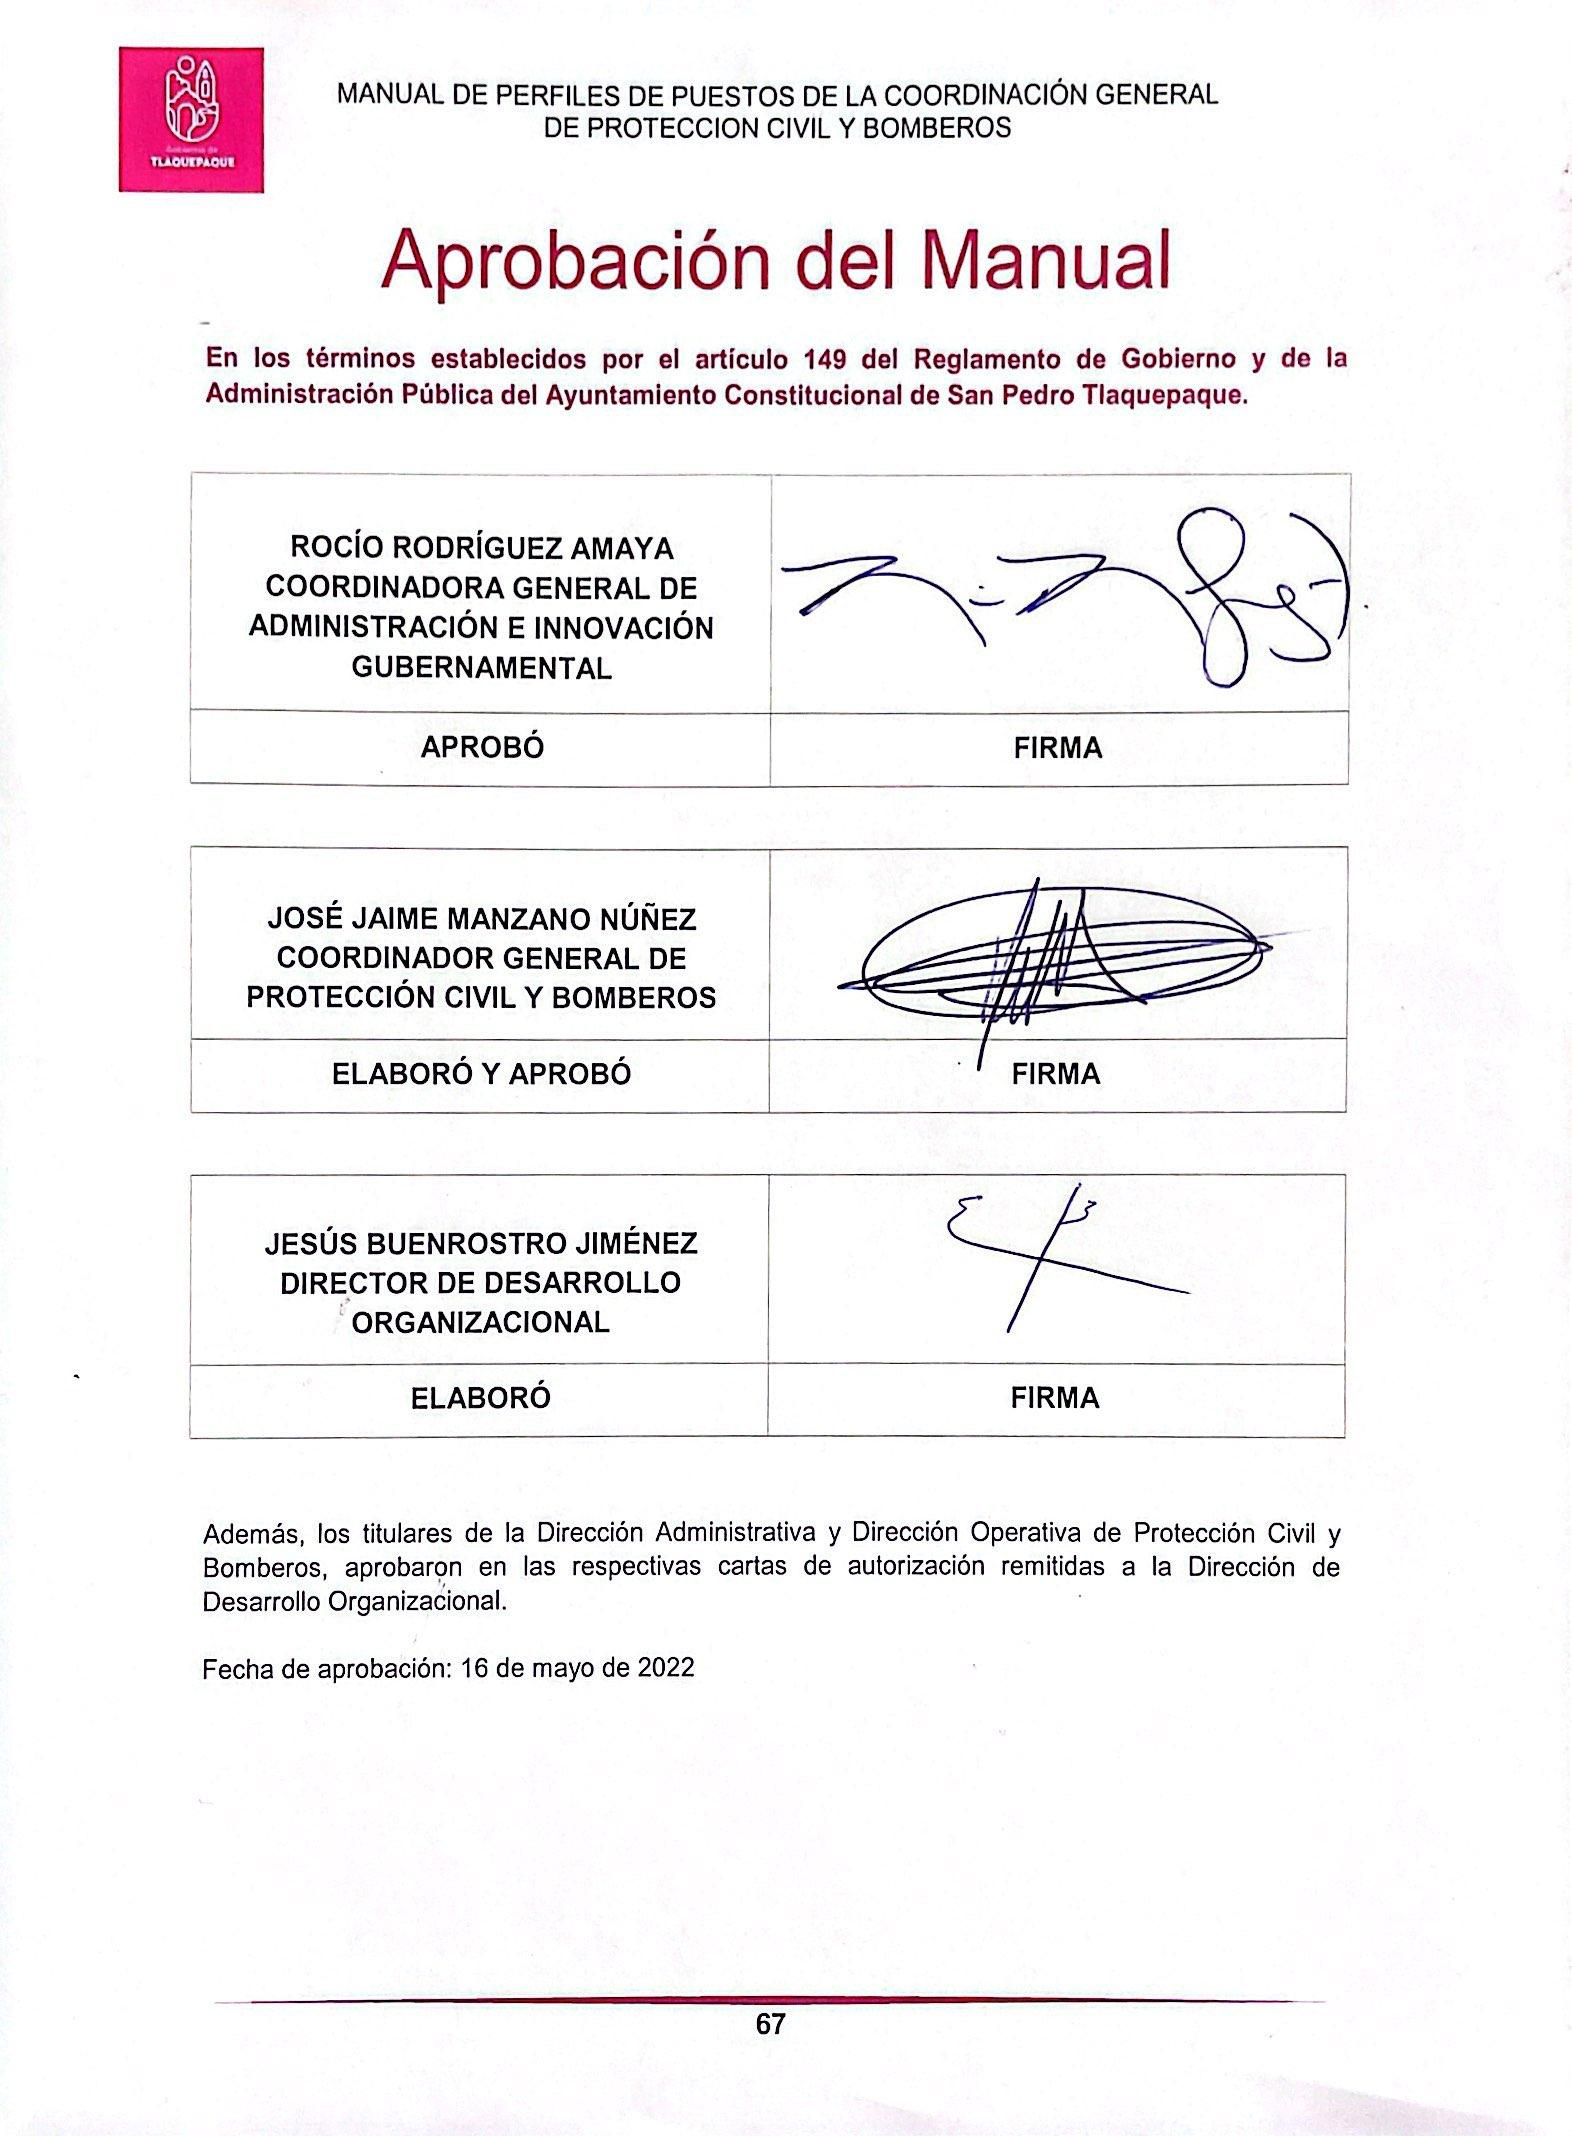 Gobierno de
TLAQUEPAQUE
MANUAL DE PERFILES DE PUESTOS DE LA COORDINACIÓN GENERAL
DE PROTECCION CIVIL Y BOMBEROS
Aprobación del Manual
En los términos establecidos por el artículo 149 del Reglamento de Gobierno y de la
Administración Pública del Ayuntamiento Constitucional de San Pedro Tlaquepaque.
ROCÍO RODRÍGUEZ AMAYA
COORDINADORA GENERAL DE
ADMINISTRACIÓN E INNOVACIÓN
GUBERNAMENTAL
APROBÓ
FIRMA
JOSÉ JAIME MANZANO NÚÑEZ
COORDINADOR GENERAL DE
PROTECCIÓN CIVIL Y BOMBEROS
ELABORÓ Y APROBÓ
FIRMA
JESÚS BUENROSTRO JIMÉNEZ
DIRECTOR DE DESARROLLO
ORGANIZACIONAL
ELABORÓ
FIRMA
Además, los titulares de la Dirección Administrativa y Dirección Operativa de Protección Civil y
Bomberos, aprobaron en las respectivas cartas de autorización remitidas a la Dirección de
Desarrollo Organizacional.
Fecha de aprobación: 16 de mayo de 2022
67